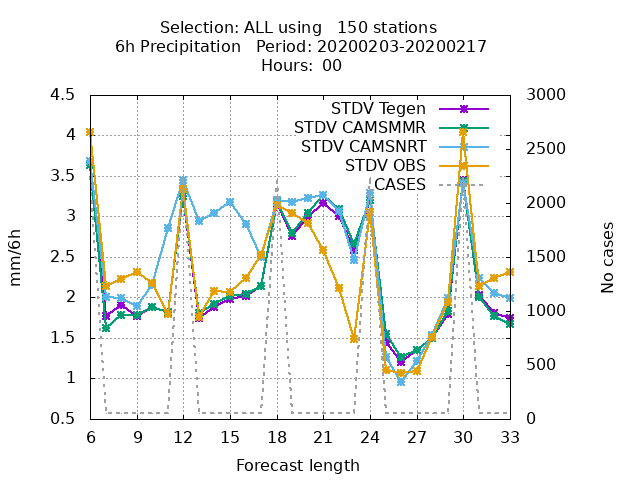 Selection: ALL using   150 stations
6h Precipitation   Period: 20200203-20200217
Hours:  00
4.5
4
3.5
3
2.5
2
1.5
1
0.5
mm/6h
STDV Tegen
STDV CAMSMMR
STDV CAMSNRT
STDV OBS
CASES
3000
2500
2000
1500
1000
500
0
No cases
6 9 12 15 18 21 24 27 30 33
Forecast length